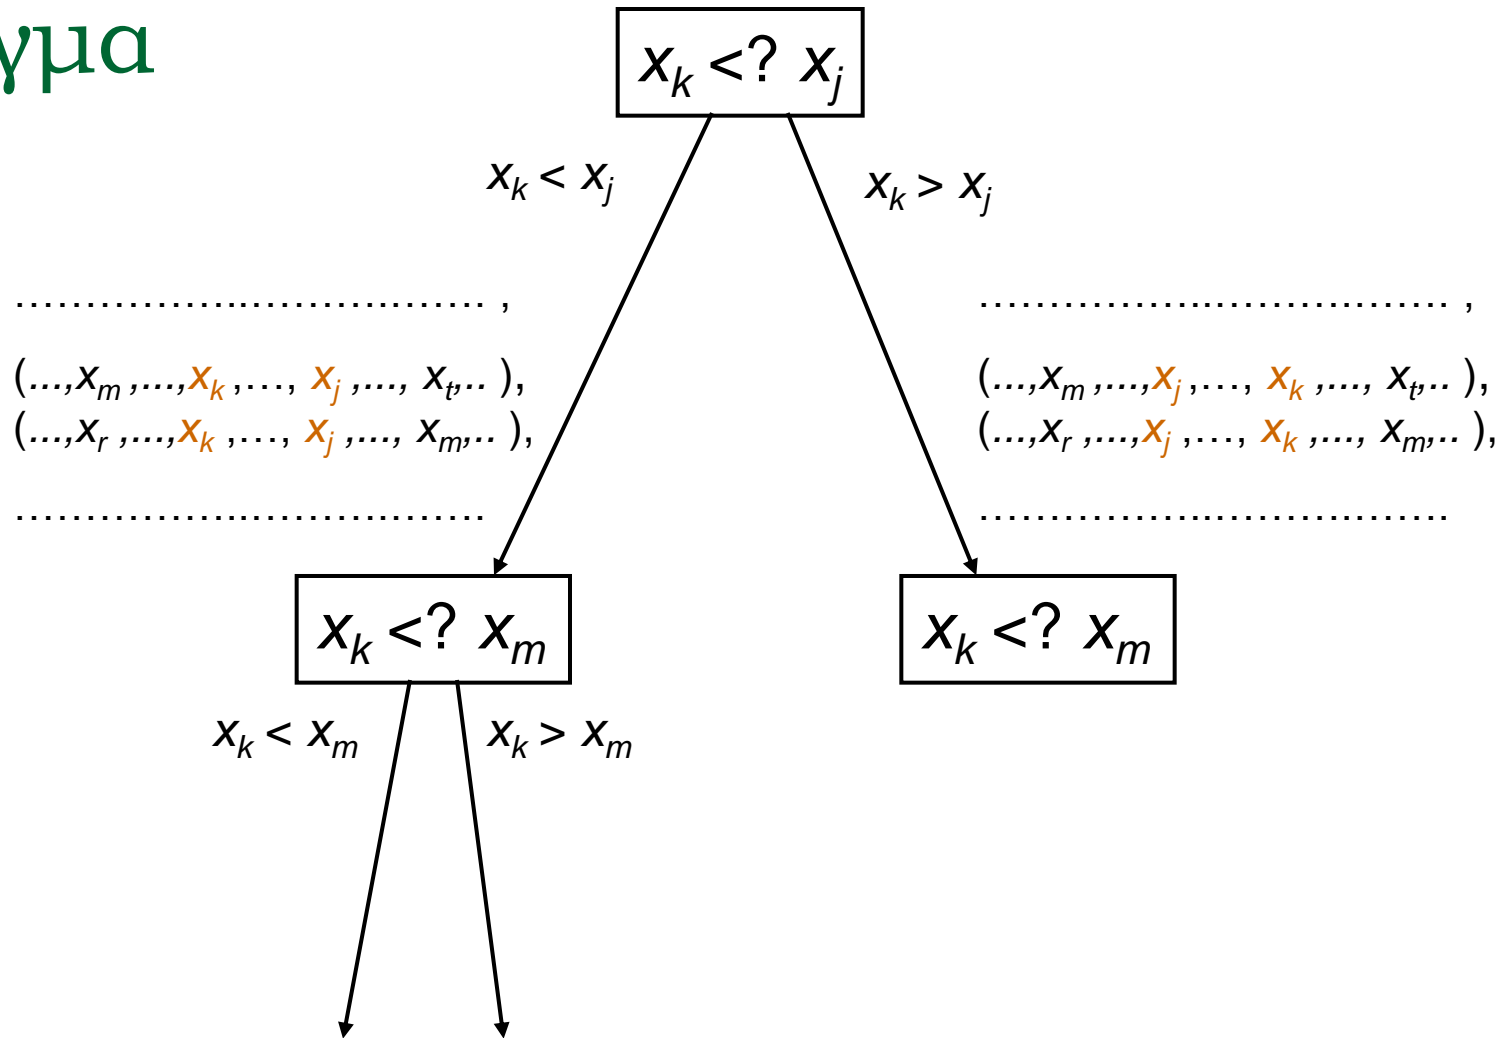 γμα
x_k <? x_j
x_k < x_j
x_k > x_j
……………………………………… ,
(...,x_m ,...,x_k ,…, x_j ,..., x_t,.. ),
(...,x_r ,...,x_k ,…, x_j ,..., x_m,.. ),
………………………………………
……………………………………… ,
(...,x_m ,...,x_j ,…, x_k ,..., x_t,.. ),
(...,x_r ,...,x_j ,…, x_k ,..., x_m,.. ),
………………………………………
x_k <? x_m
x_k <? x_m
x_k < x_m
x_k > x_m